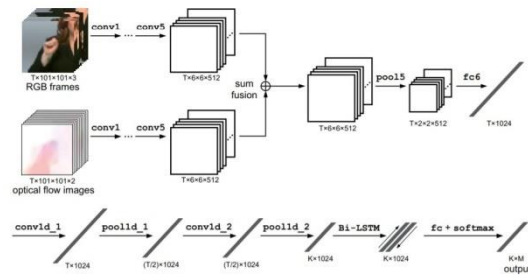 conv1 ... conv5
T×101×101×3
RGB frames
T×6×6×512
sum
fusion
pool5
fc6
T×6×6×512
T×2×2×512
T×1024
conv1 ... conv5
T×101×101×2
optical flow images
T×6×6×512
conv1d_1
pool1d_1
conv1d_2
pool1d_2
Bi-LSTM
fc + softmax
T×1024
(T/2)×1024
(T/2)×1024
K×1024
K×1024
K×M
output